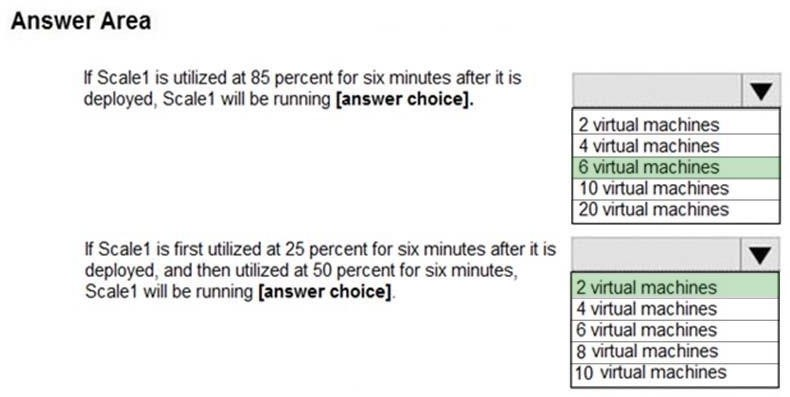 Answer Area
If Scale1 is utilized at 85 percent for six minutes after it is
deployed, Scale1 will be running [answer choice].
2 virtual machines
4 virtual machines
6 virtual machines
10 virtual machines
20 virtual machines
If Scale1 is first utilized at 25 percent for six minutes after it is
deployed, and then utilized at 50 percent for six minutes,
Scale1 will be running [answer choice].
2 virtual machines
4 virtual machines
6 virtual machines
8 virtual machines
10 virtual machines